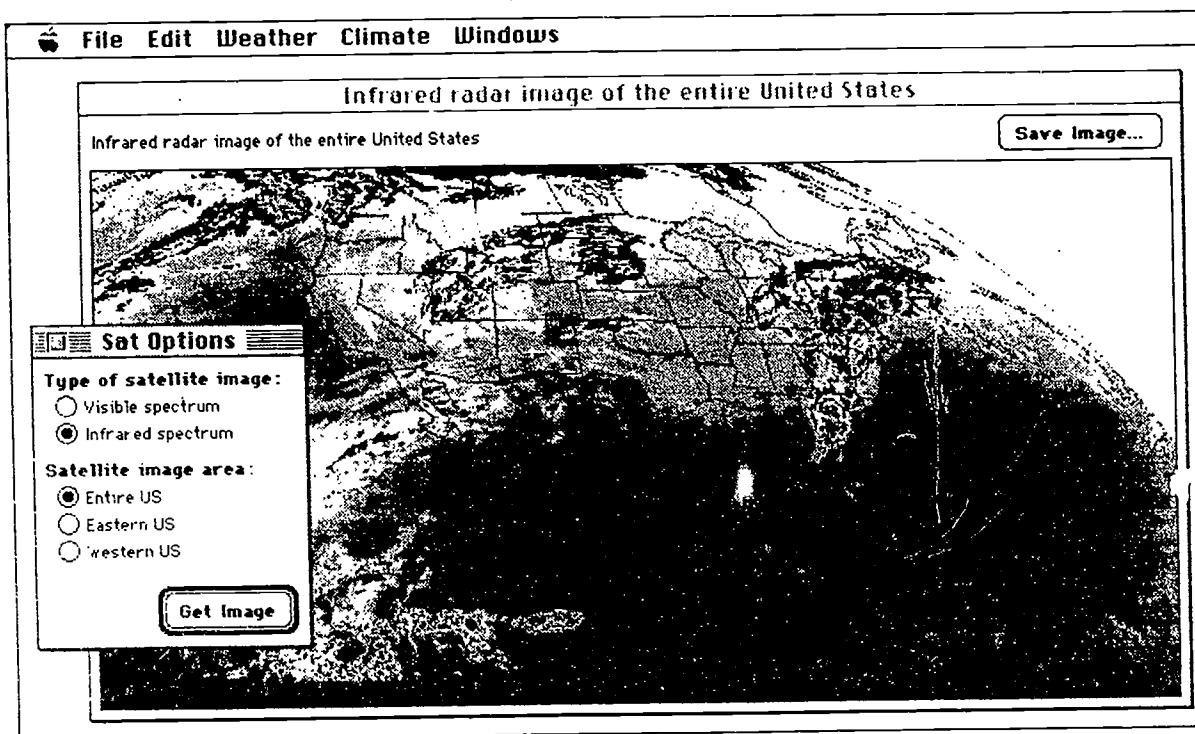 File Edit Weather Climate Windows
Infrared radar image of the entire United States
Infrared radar image of the entire United States
Save Image...
Sat Options
Type of satellite image:
Visible spectrum
Infrared spectrum
Satellite image area:
Entire US
Eastern US
Western US
Get Image